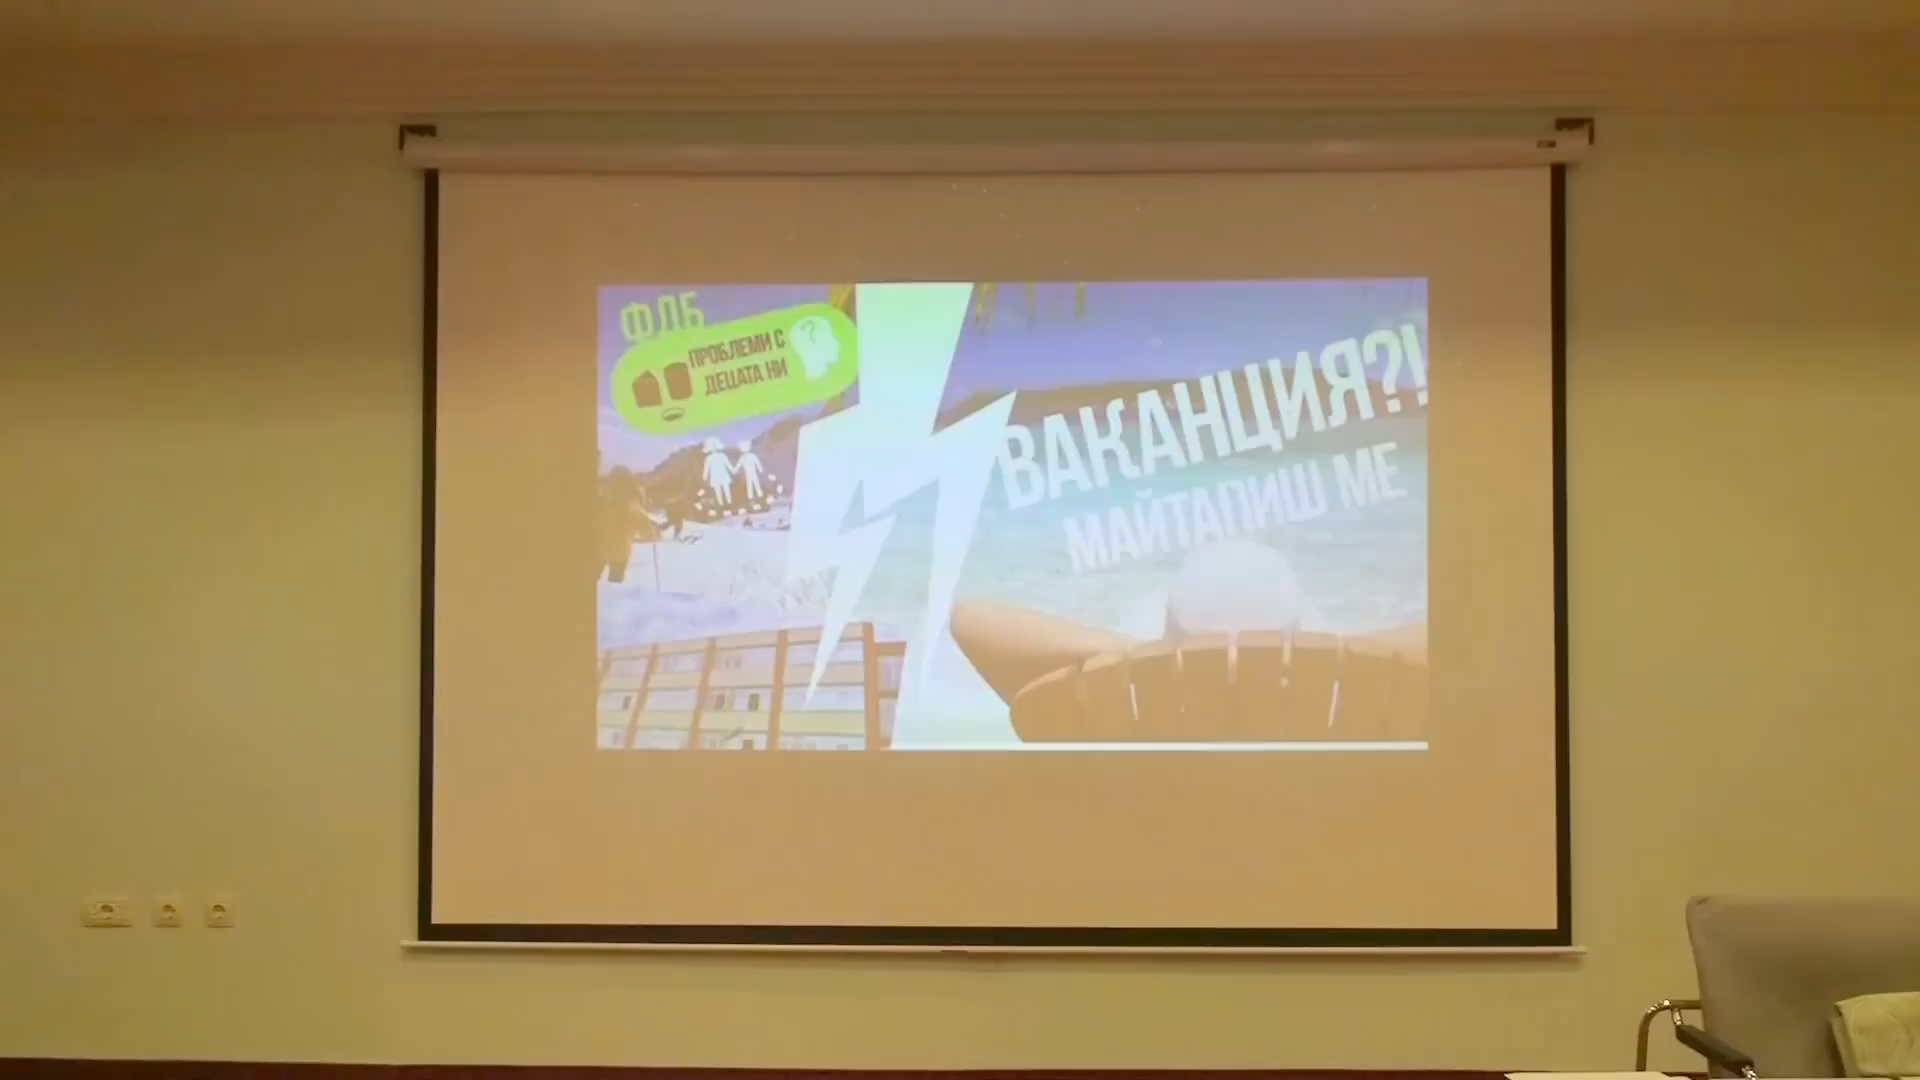 ФЛБ
ПРОБЛЕМИ С
ДЕЦАТА НИ
ВАКАНЦИЯ?!
МАЙТАПИШ МЕ